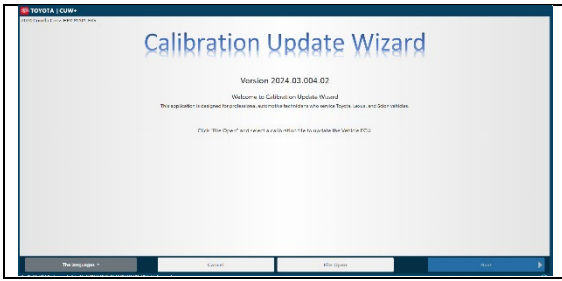 TOYOTA | CUW+
Calibration Update Wizard
Version 2024.03.004.02
Welcome to Calibration Update Wizard
This application is designed for professional automotive technicians who service Toyota, Lexus, and Scion vehicles.
Click "File Open" and select a calibration file to update the Vehicle ECU
Cancel
File Open
Next